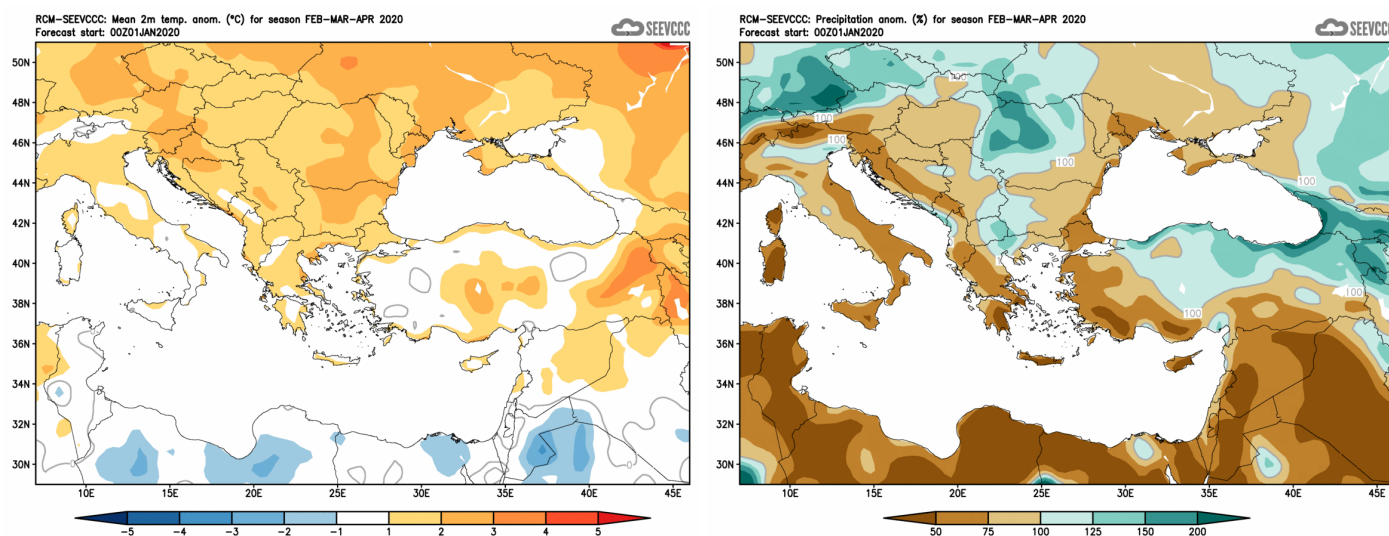 RCM-SEEVCCC: Mean 2m temp. anom. (°C) for season FEB-MAR-APR 2020
Forecast start: 00Z01JAN2020
SEEVCCC
50N
48N
46N
44N
42N
40N
38N
36N
34N
32N
30N
0
10E 15E 20E 25E 30E 35E 40E 45E
-5 -4 -3 -2 -1 1 2 3 4 5
RCM-SEEVCCC: Precipitation anom. (%) for season FEB-MAR-APR 2020
Forecast start: 00Z01JAN2020
SEEVCCC
50N
100
48N
100
46N
100
100
44N
100
42N
40N
38N
100
100
36N
34N
32N
30N
10E 15E 20E 25E 30E 35E 40E 45E
50 75 100 125 150 200